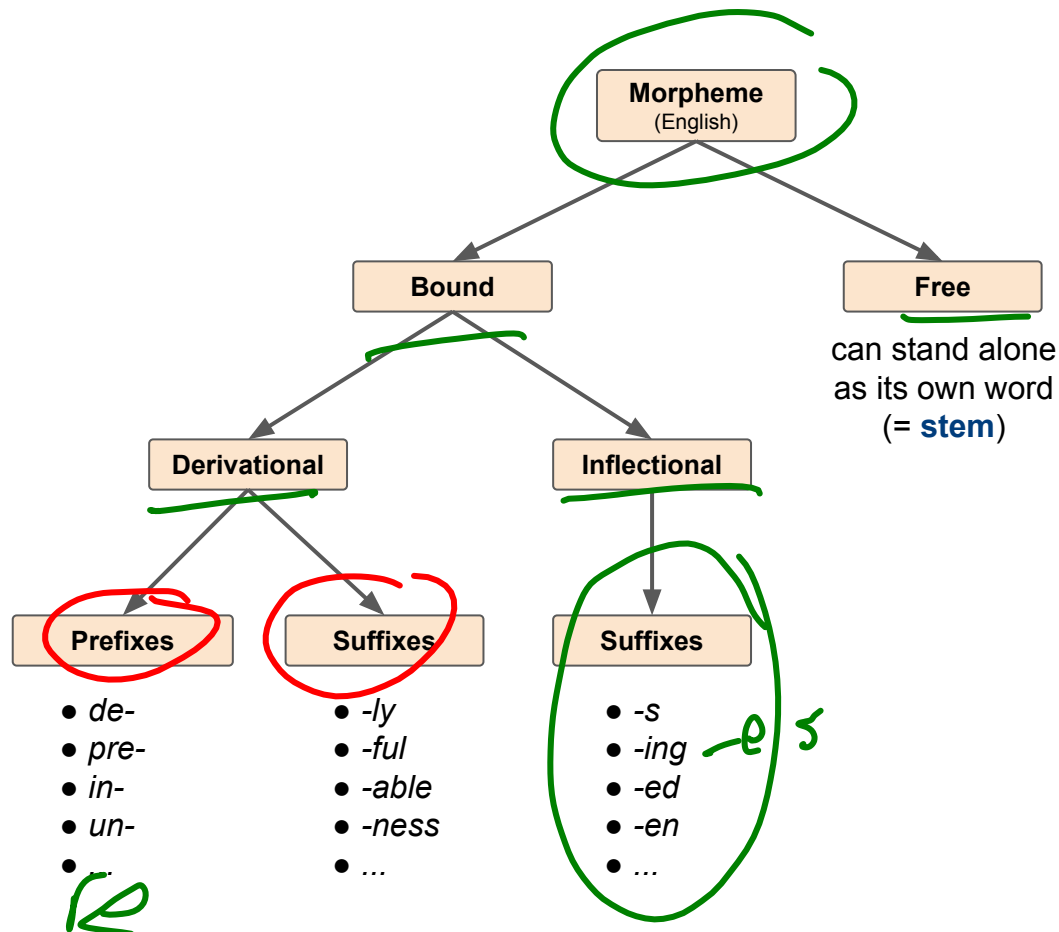 Morpheme
(English)
Bound
Free
can stand alone
as its own word
(= stem)
Derivational
Inflectional
Prefixes
Suffixes
Suffixes
● de-
● pre-
● in-
● un-
● ...
re
● -ly
● -ful
● -able
● -ness
● ...
● -s
● -ing -es
● -ed
● -en
● ...